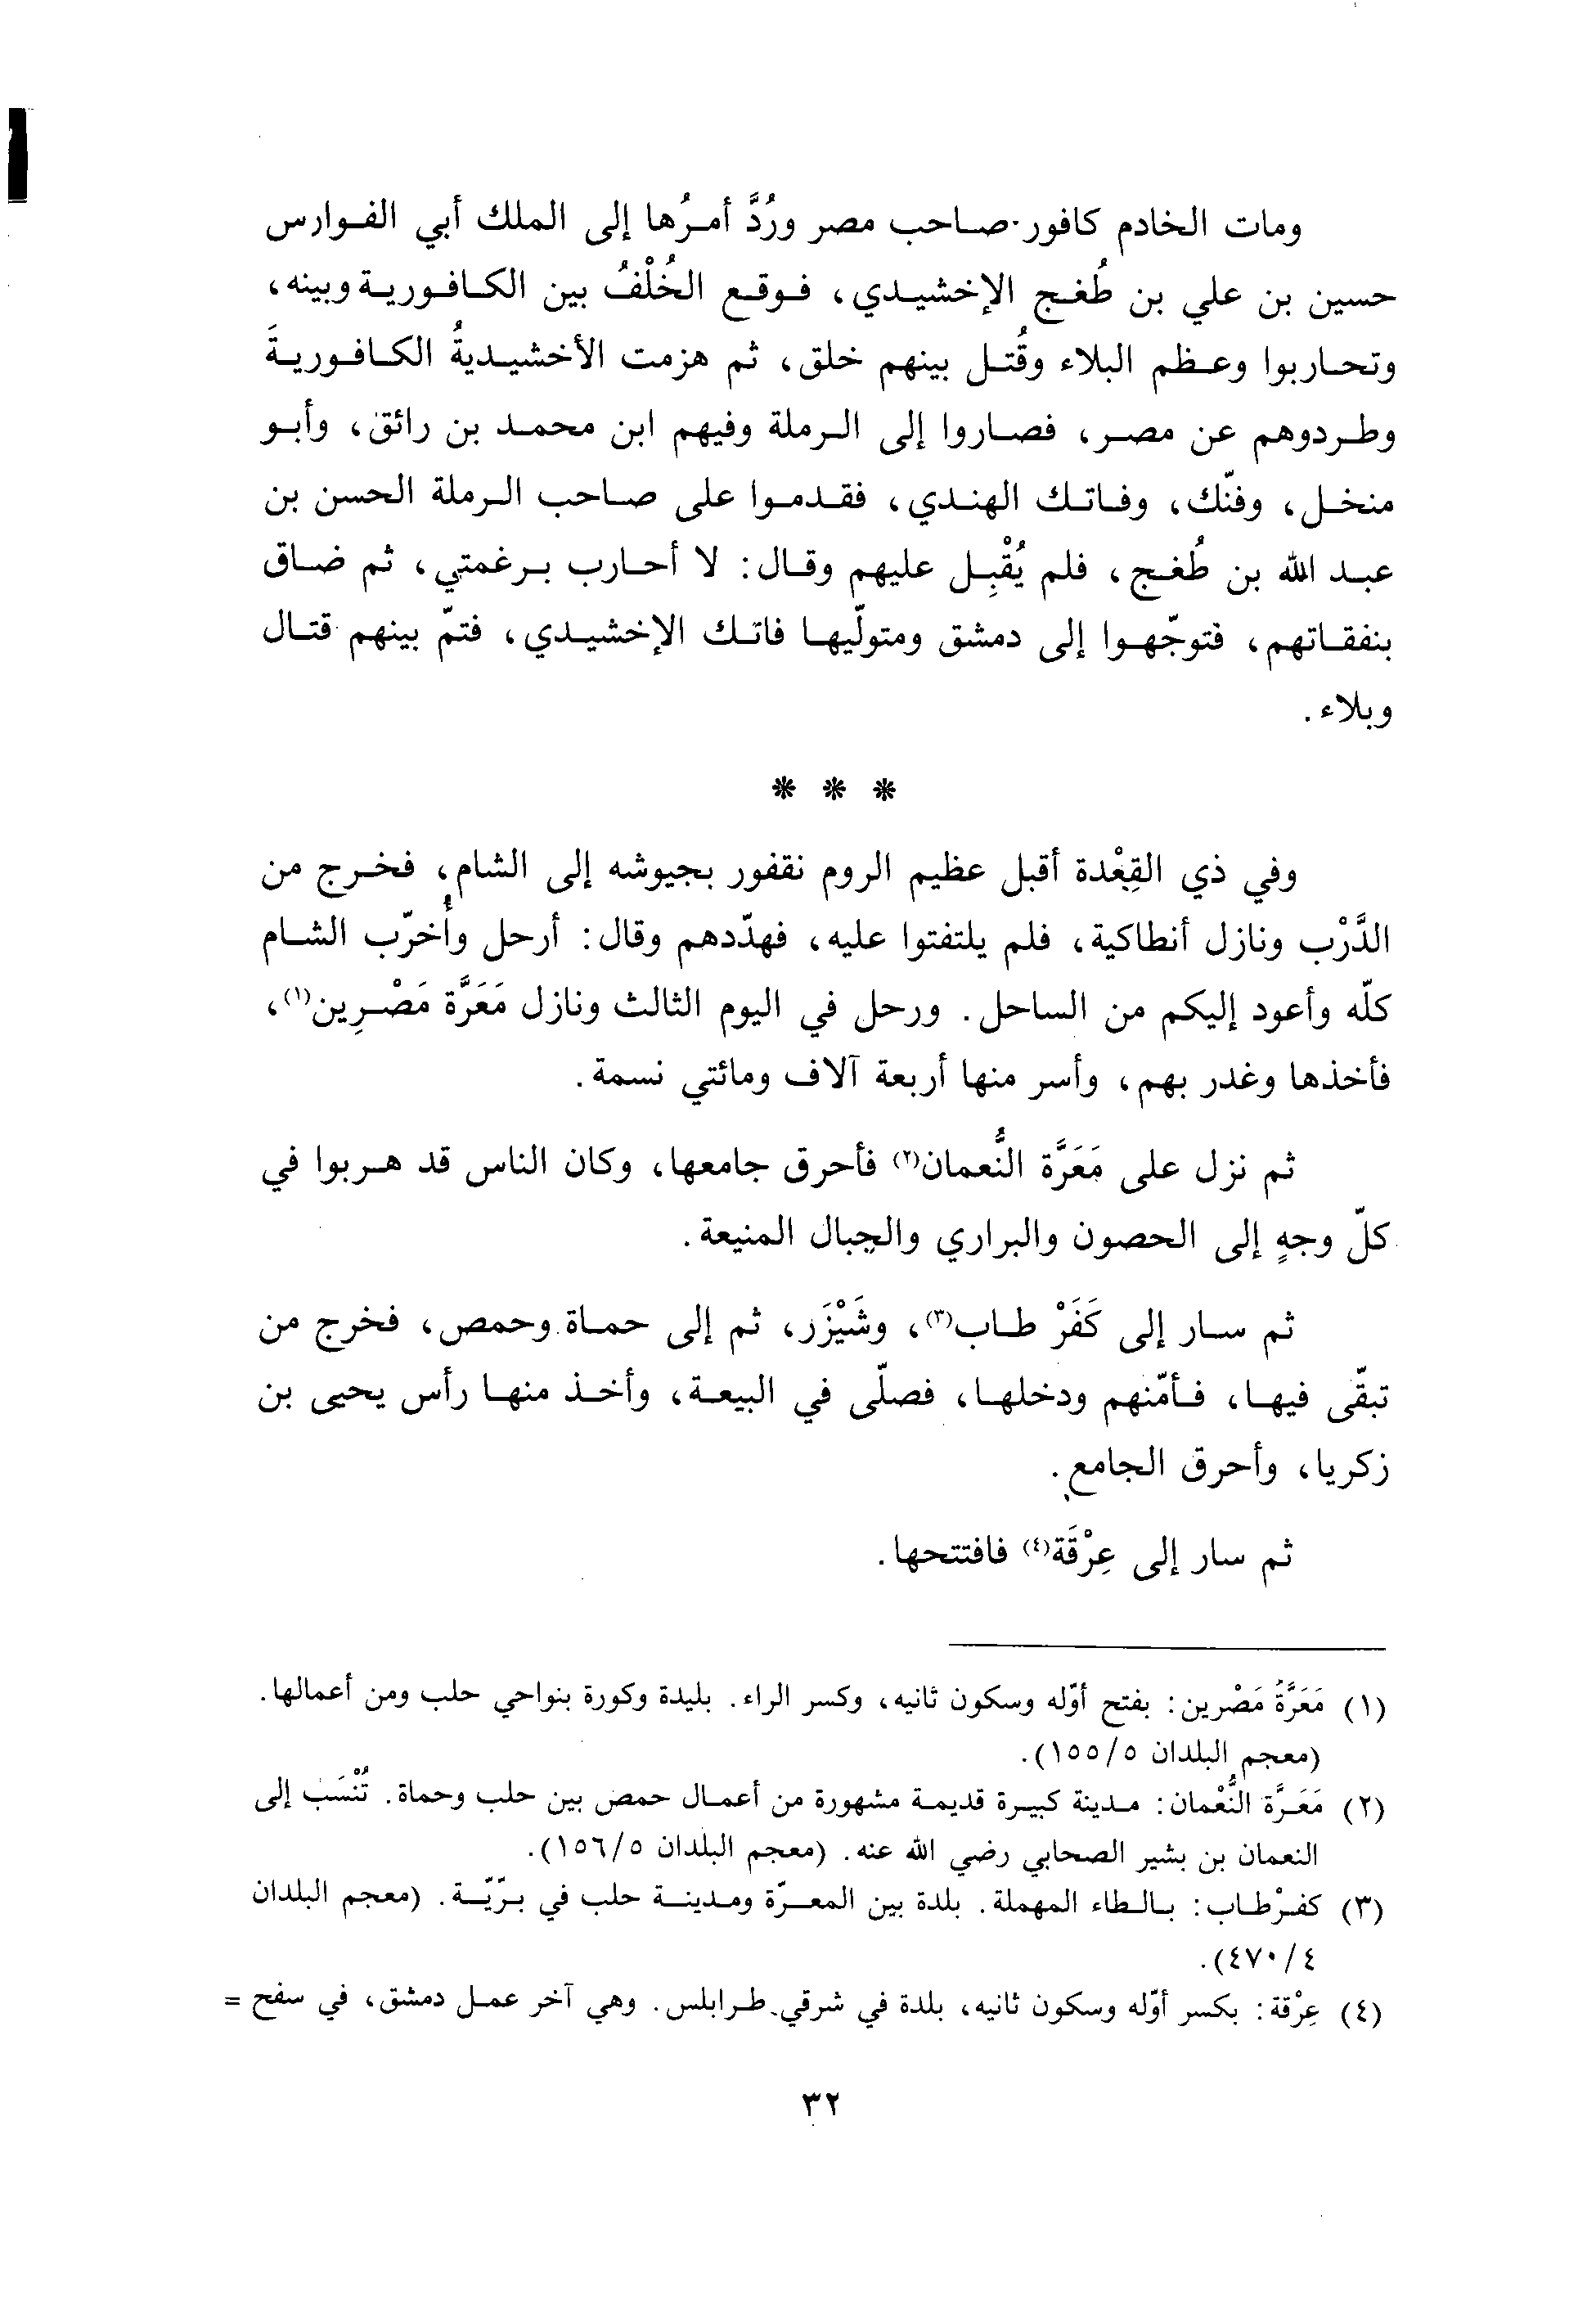 ومات الخادم كافور صاحب مصر ورُدَّ أمرُها إلى الملك أبي الفوارس
حسين بن علي بن طُغج الإخشيدي، فوقع الخُلْفُ بين الكافورية وبينه،
وتحاربوا وعظم البلاء وقُتل بينهم خلق، ثم هزمت الأخشيديةُ الكافوريةَ
وطردوهم عن مصر، فصاروا إلى الرملة وفيهم ابن محمد بن رائق، وأبو
منخل، وفنّك، وفاتك الهندي، فقدموا على صاحب الرملة الحسن بن
عبد الله بن طُغج، فلم يُقْبِل عليهم وقال: لا أحارب برغمتي، ثم ضاق
بنفقاتهم، فتوجّهوا إلى دمشق ومتولّيها فاتك الإخشيدي، فتمّ بينهم قتال
وبلاء.
* * *
وفي ذي القِعْدة أقبل عظيم الروم نقفور بجيوشه إلى الشام، فخرج من
الدَّرْب ونازل أنطاكية، فلم يلتفتوا عليه، فهدّدهم وقال: أرحل وأُخرّب الشام
كلّه وأعود إليكم من الساحل. ورحل في اليوم الثالث ونازل مَعَرَّة مَصْرِين(١)،
فأخذها وغدر بهم، وأسر منها أربعة آلاف ومائتي نسمة.
ثم نزل على مَعَرَّة النُّعمان(٢) فأحرق جامعها، وكان الناس قد هربوا في
كلّ وجهٍ إلى الحصون والبراري والجبال المنيعة.
ثم سار إلى كَفَرْ طاب(٣)، وشَيْزَر، ثم إلى حماة وحمص، فخرج من
تبقّى فيها، فأمّنهم ودخلها، فصلّى في البيعة، وأخذ منها رأس يحيى بن
زكريا، وأحرق الجامع.
ثم سار إلى عِرْقَة(٤) فافتتحها.
(١) مَعَرَّةُ مَصْرين: بفتح أوّله وسكون ثانيه، وكسر الراء. بليدة وكورة بنواحي حلب ومن أعمالها.
(معجم البلدان ٥/١٥٥).
(٢) مَعَرَّة النُّعْمان: مدينة كبيرة قديمة مشهورة من أعمال حمص بين حلب وحماة. تُنْسَب إلى
النعمان بن بشير الصحابي رضي الله عنه. (معجم البلدان ٥/١٥٦).
(٣) كفرْطاب: بالطاء المهملة. بلدة بين المعرّة ومدينة حلب في برّيّة. (معجم البلدان
٤/٤٧٠).
(٤) عِرْقة: بكسر أوّله وسكون ثانيه، بلدة في شرقي طرابلس. وهي آخر عمل دمشق، في سفح =
٣٢